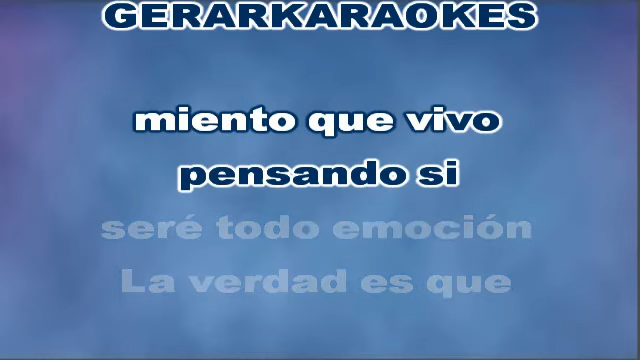 GERARKARAOKES
miento que vivo
pensando si
seré todo emoción
La verdad es que